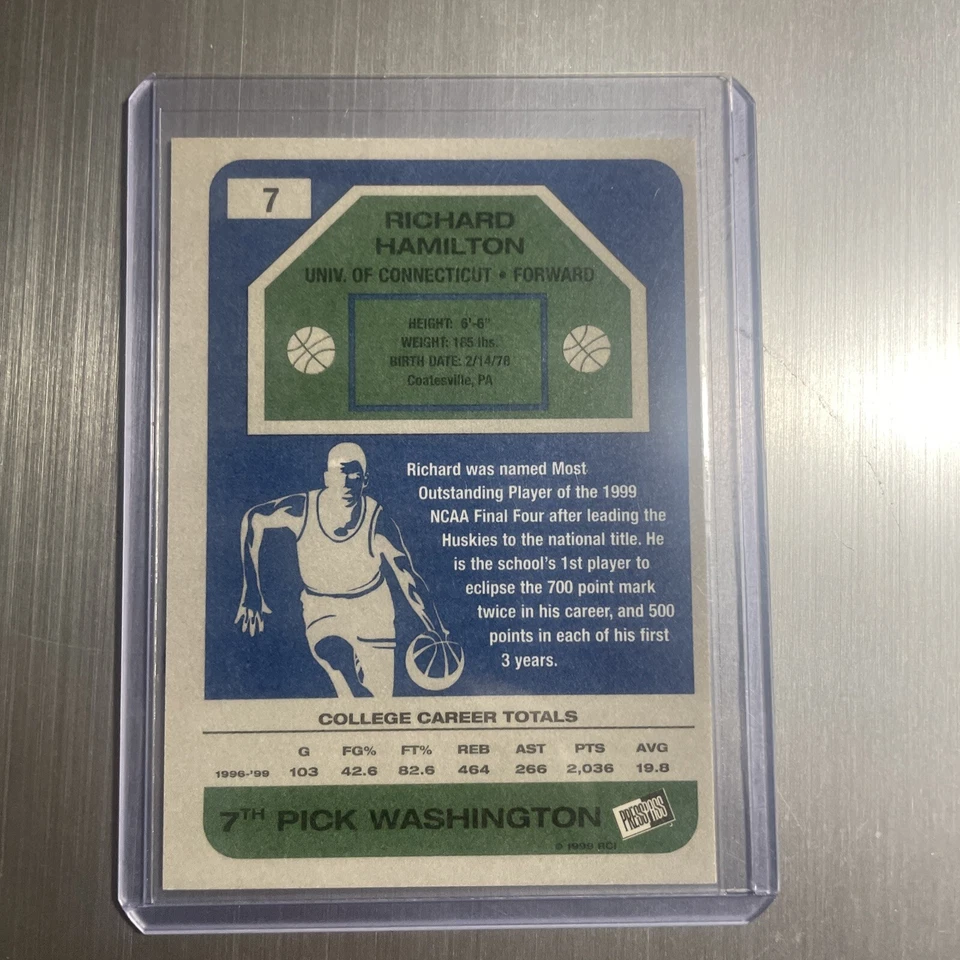 7
RICHARD
HAMILTON
UNIV. OF CONNECTICUT • FORWARD
HEIGHT: 6'-6"
WEIGHT: 185 lbs.
BIRTH DATE: 2/14/78
Coatesville, PA
Richard was named Most
Outstanding Player of the 1999
NCAA Final Four after leading the
Huskies to the national title. He
is the school's 1st player to
eclipse the 700 point mark
twice in his career, and 500
points in each of his first
3 years.
COLLEGE CAREER TOTALS
G FG% FT% REB AST PTS AVG
1996-'99 103 42.6 82.6 464 266 2,036 19.8
7TH PICK WASHINGTON
PRESS PASS
© 1999 RCI